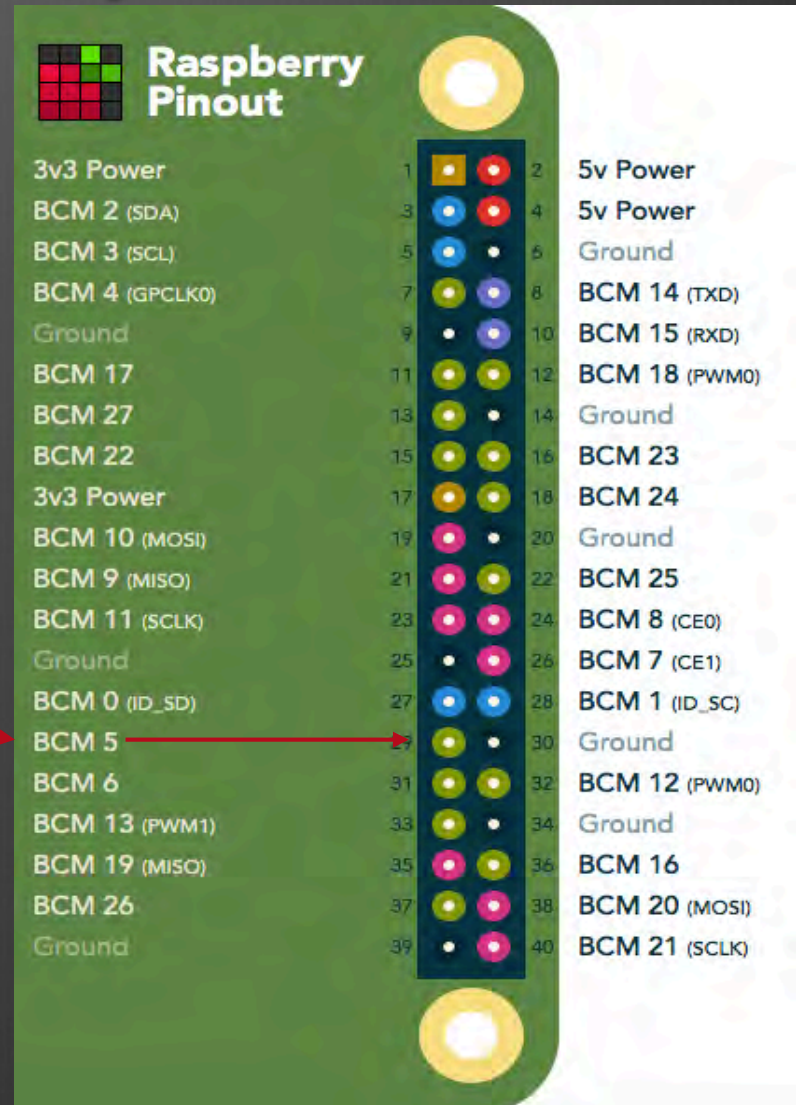 Raspberry
Pinout
3v3 Power 1 2 5v Power
BCM 2 (SDA) 3 4 5v Power
BCM 3 (SCL) 5 6 Ground
BCM 4 (GPCLK0) 7 8 BCM 14 (TXD)
Ground 9 10 BCM 15 (RXD)
BCM 17 11 12 BCM 18 (PWM0)
BCM 27 13 14 Ground
BCM 22 15 16 BCM 23
3v3 Power 17 18 BCM 24
BCM 10 (MOSI) 19 20 Ground
BCM 9 (MISO) 21 22 BCM 25
BCM 11 (SCLK) 23 24 BCM 8 (CE0)
Ground 25 26 BCM 7 (CE1)
BCM 0 (ID_SD) 27 28 BCM 1 (ID_SC)
BCM 5 29 30 Ground
BCM 6 31 32 BCM 12 (PWM0)
BCM 13 (PWM1) 33 34 Ground
BCM 19 (MISO) 35 36 BCM 16
BCM 26 37 38 BCM 20 (MOSI)
Ground 39 40 BCM 21 (SCLK)